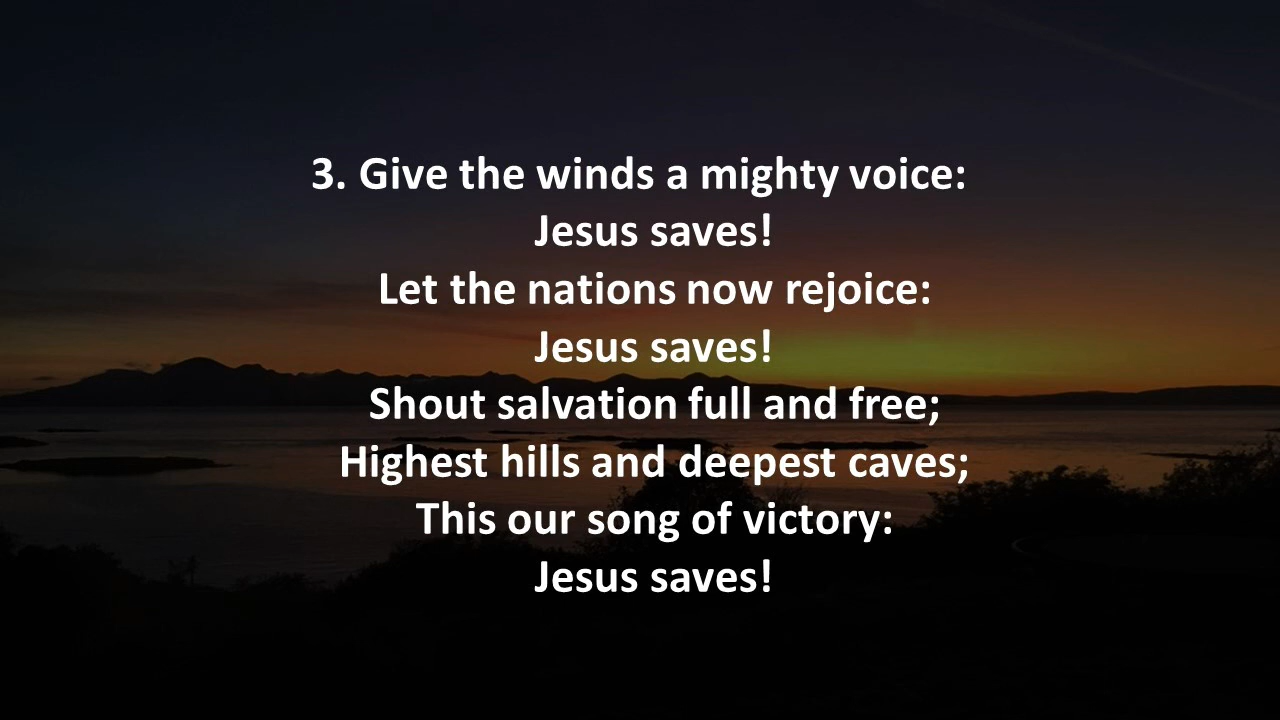 3. Give the winds a mighty voice:
Jesus saves!
Let the nations now rejoice:
Jesus saves!
Shout salvation full and free;
Highest hills and deepest caves;
This our song of victory:
Jesus saves!